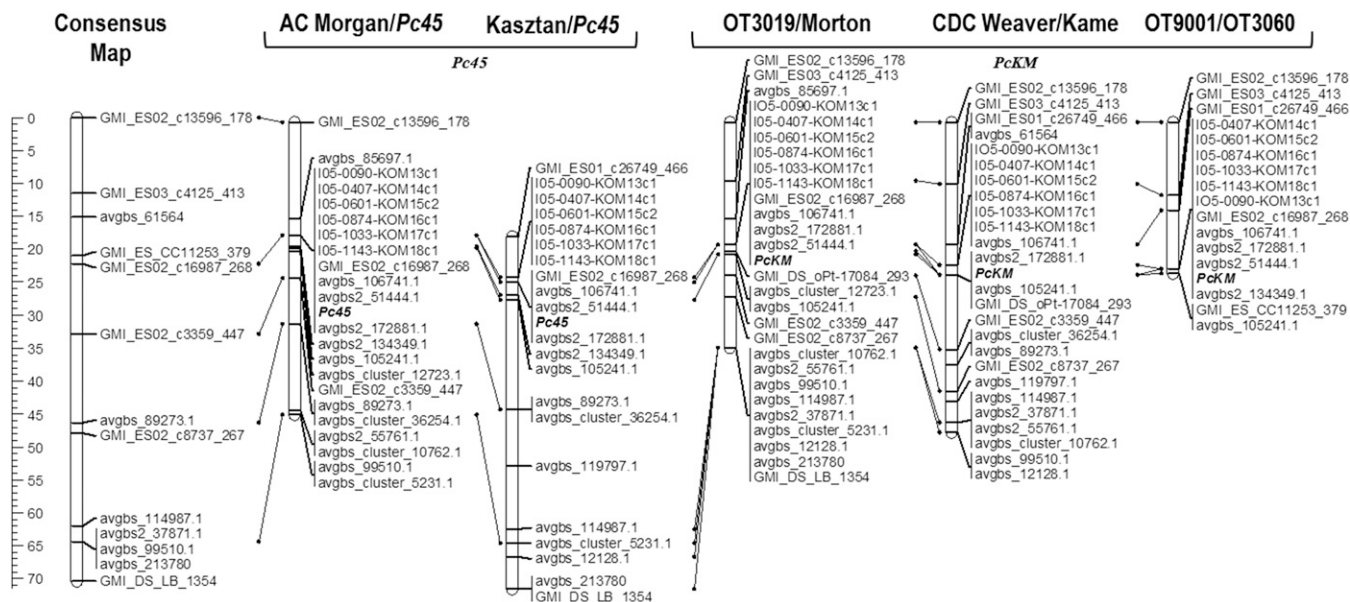 Consensus
Map
AC Morgan/Pc45
Kasztan/Pc45
OT3019/Morton
CDC Weaver/Kame
OT9001/OT3060
Pc45
PcKM
0
5
10
15
20
25
30
35
40
45
50
55
60
65
70
GMI_ES02_c13596_178
GMI_ES03_c4125_413
avgbs_61564
GMI_ES_CC11253_379
GMI_ES02_c16987_268
GMI_ES02_c3359_447
avgbs_89273.1
GMI_ES02_c8737_267
avgbs_114987.1
avgbs2_37871.1
avgbs_99510.1
avgbs_213780
GMI_DS_LB_1354
GMI_ES02_c13596_178
avgbs_85697.1
I05-0090-KOM13c1
I05-0407-KOM14c1
I05-0601-KOM15c2
I05-0874-KOM16c1
I05-1033-KOM17c1
I05-1143-KOM18c1
GMI_ES02_c16987_268
avgbs_106741.1
avgbs2_51444.1
Pc45
avgbs2_172881.1
avgbs2_134349.1
avgbs_105241.1
avgbs_cluster_12723.1
GMI_ES02_c3359_447
avgbs_89273.1
avgbs_cluster_36254.1
avgbs2_55761.1
avgbs_cluster_10762.1
avgbs_99510.1
avgbs_cluster_5231.1
GMI_ES01_c26749_466
I05-0090-KOM13c1
I05-0407-KOM14c1
I05-0601-KOM15c2
I05-0874-KOM16c1
I05-1033-KOM17c1
I05-1143-KOM18c1
GMI_ES02_c16987_268
avgbs_106741.1
avgbs2_51444.1
Pc45
avgbs2_172881.1
avgbs2_134349.1
avgbs_105241.1
avgbs_89273.1
avgbs_cluster_36254.1
avgbs_119797.1
avgbs_114987.1
avgbs_cluster_5231.1
avgbs_12128.1
avgbs_213780
GMI_DS_LB_1354
GMI_ES02_c13596_178
GMI_ES03_c4125_413
avgbs_85697.1
IO5-0090-KOM13c1
I05-0407-KOM14c1
I05-0601-KOM15c2
I05-0874-KOM16c1
I05-1033-KOM17c1
I05-1143-KOM18c1
GMI_ES02_c16987_268
avgbs_106741.1
avgbs2_172881.1
avgbs2_51444.1
PcKM
GMI_DS_oPt-17084_293
avgbs_cluster_12723.1
avgbs_105241.1
GMI_ES02_c3359_447
GMI_ES02_c8737_267
avgbs_cluster_10762.1
avgbs2_55761.1
avgbs_99510.1
avgbs_114987.1
avgbs2_37871.1
avgbs_cluster_5231.1
avgbs_12128.1
avgbs_213780
GMI_DS_LB_1354
GMI_ES02_c13596_178
GMI_ES03_c4125_413
GMI_ES01_c26749_466
avgbs_61564
IO5-0090-KOM13c1
I05-0407-KOM14c1
I05-0601-KOM15c2
I05-0874-KOM16c1
I05-1033-KOM17c1
I05-1143-KOM18c1
avgbs_106741.1
avgbs2_172881.1
PcKM
avgbs_105241.1
GMI_DS_oPt-17084_293
GMI_ES02_c3359_447
avgbs_cluster_36254.1
avgbs_89273.1
GMI_ES02_c8737_267
avgbs_119797.1
avgbs_114987.1
avgbs2_37871.1
avgbs2_55761.1
avgbs_cluster_10762.1
avgbs_99510.1
avgbs_12128.1
GMI_ES02_c13596_178
GMI_ES03_c4125_413
GMI_ES01_c26749_466
I05-0407-KOM14c1
I05-0601-KOM15c2
I05-0874-KOM16c1
I05-1033-KOM17c1
I05-1143-KOM18c1
IO5-0090-KOM13c1
GMI_ES02_c16987_268
avgbs_106741.1
avgbs2_172881.1
avgbs2_51444.1
PcKM
avgbs2_134349.1
GMI_ES_CC11253_379
avgbs_105241.1